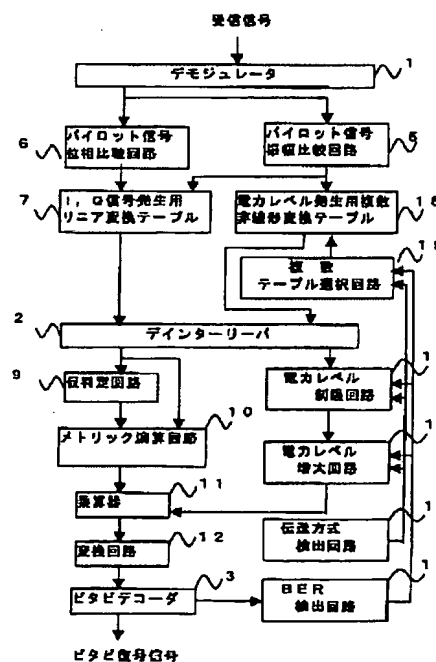 受信信号
デモジュレータ
1
6
パイロット信号
位相比較回路
パイロット信号
振幅比較回路
5
7
I，Q信号発生用
リニア変換テーブル
電力レベル発生用複数
非線形変換テーブル
複数
テーブル選択回路
2
デインターリーバ
9
仮判定回路
電力レベル
制限回路
1
メトリック演算回路
10
電力レベル
増大回路
1
乗算器
11
伝送方式
検出回路
1
変換回路
12
ビタビデコーダ
3
BER
検出回路
1
ビタビ復号信号